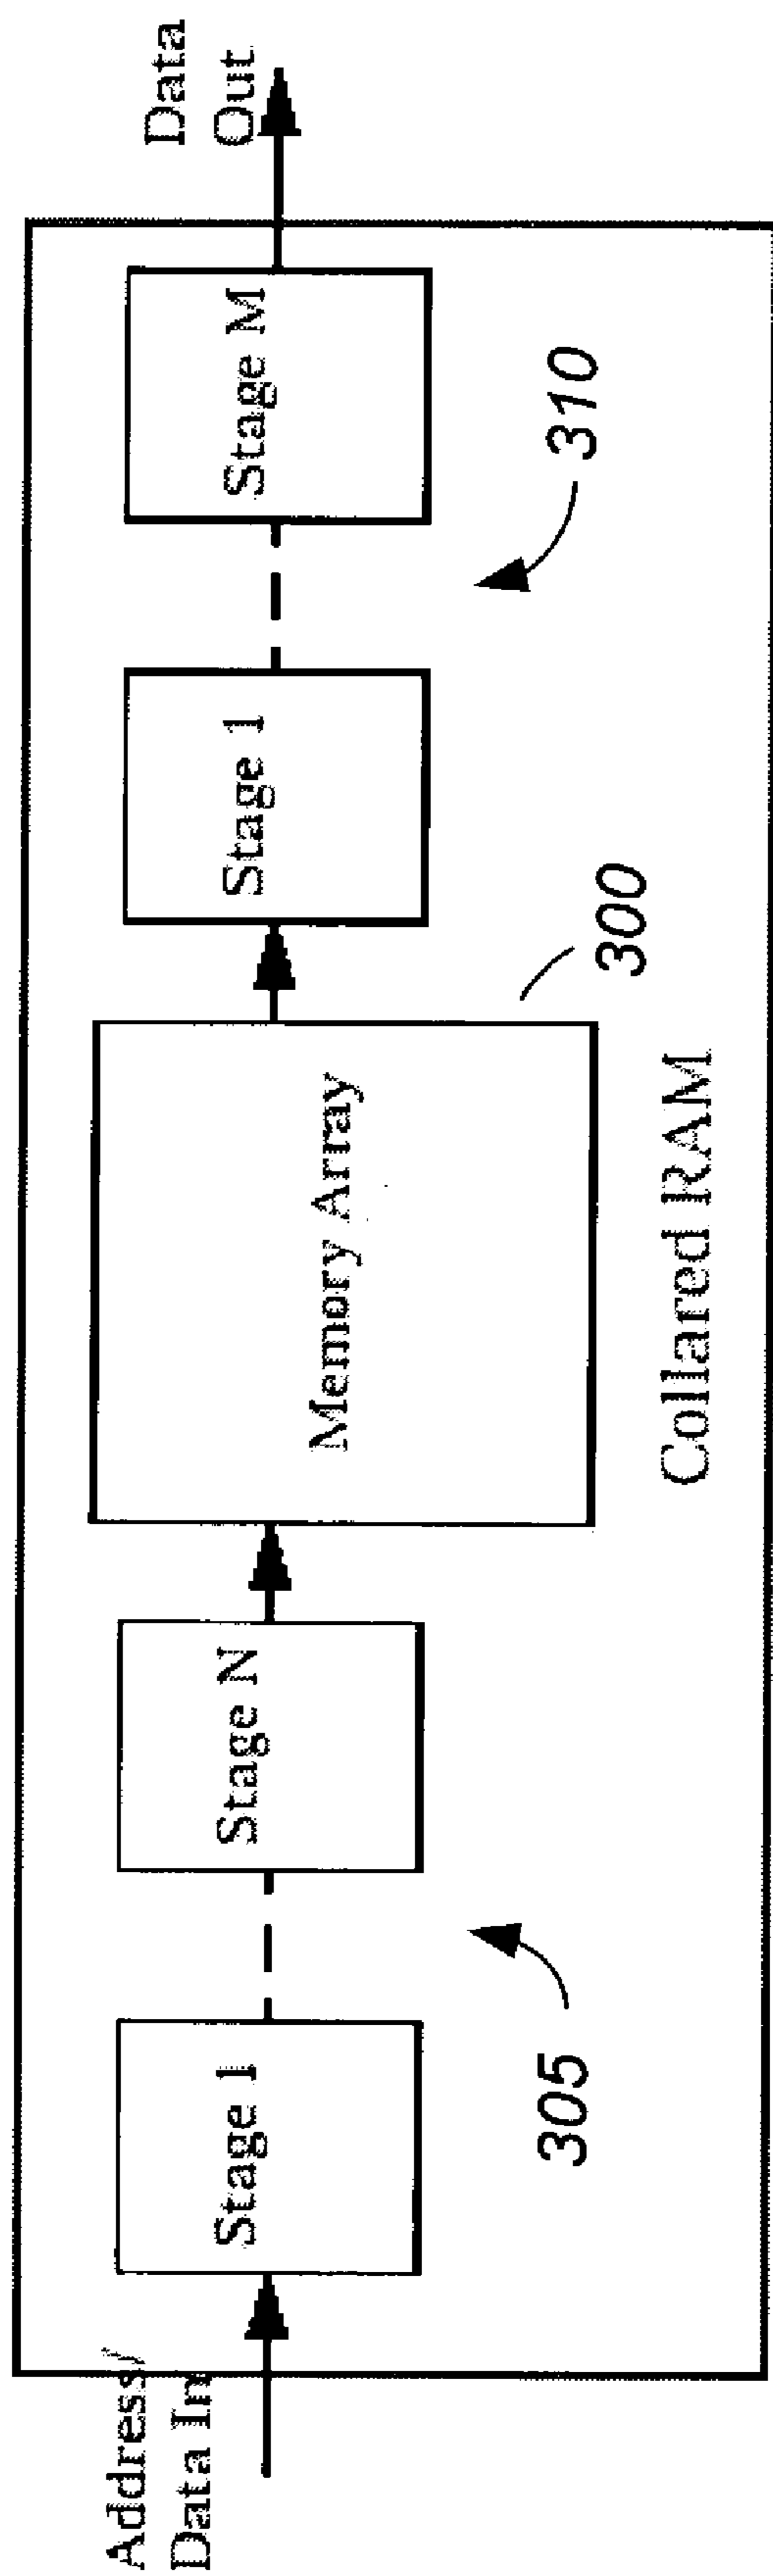 Address/
Data In
Stage 1
305
Stage N
Memory Array
300
Collared RAM
Stage 1
310
Stage M
Data
Out